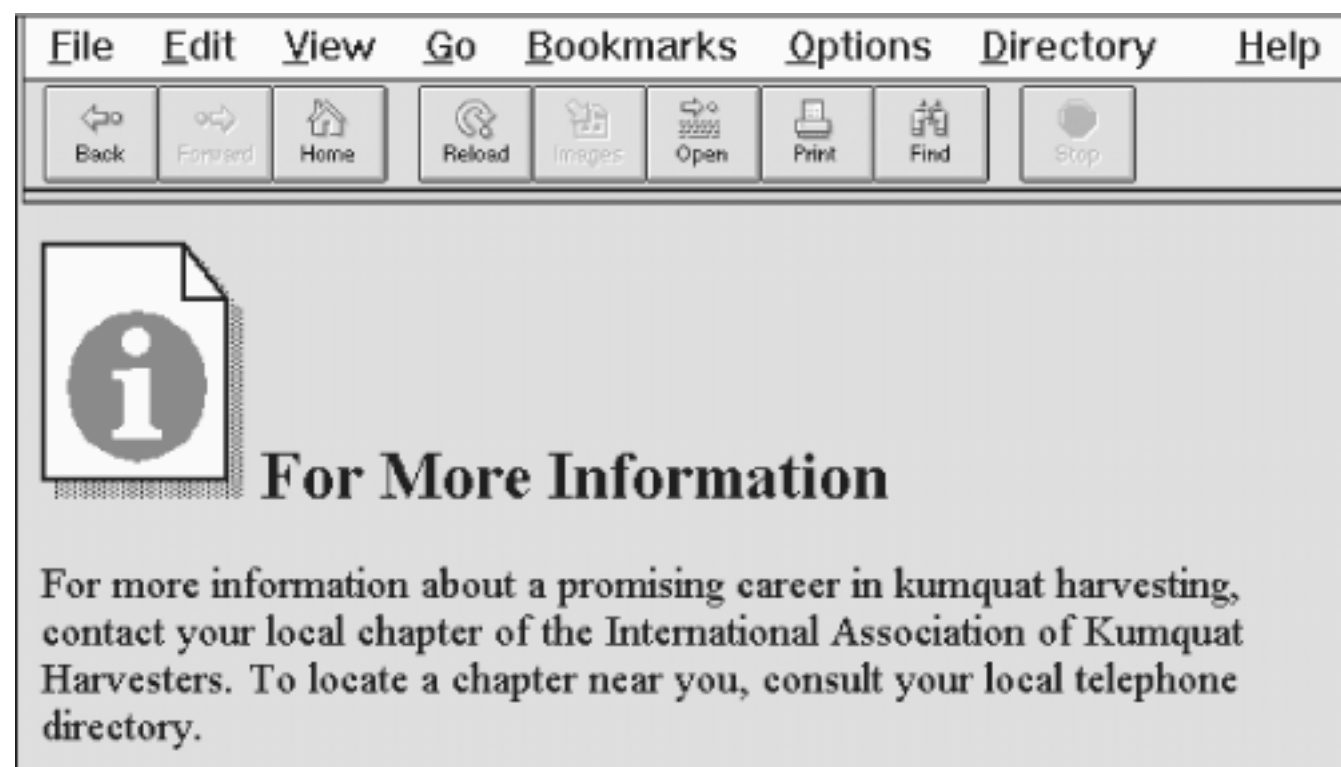 File Edit View Go Bookmarks Options Directory Help
Back Forward Home Reload Images Open Print Find Stop
i For More Information
For more information about a promising career in kumquat harvesting,
contact your local chapter of the International Association of Kumquat
Harvesters. To locate a chapter near you, consult your local telephone
directory.